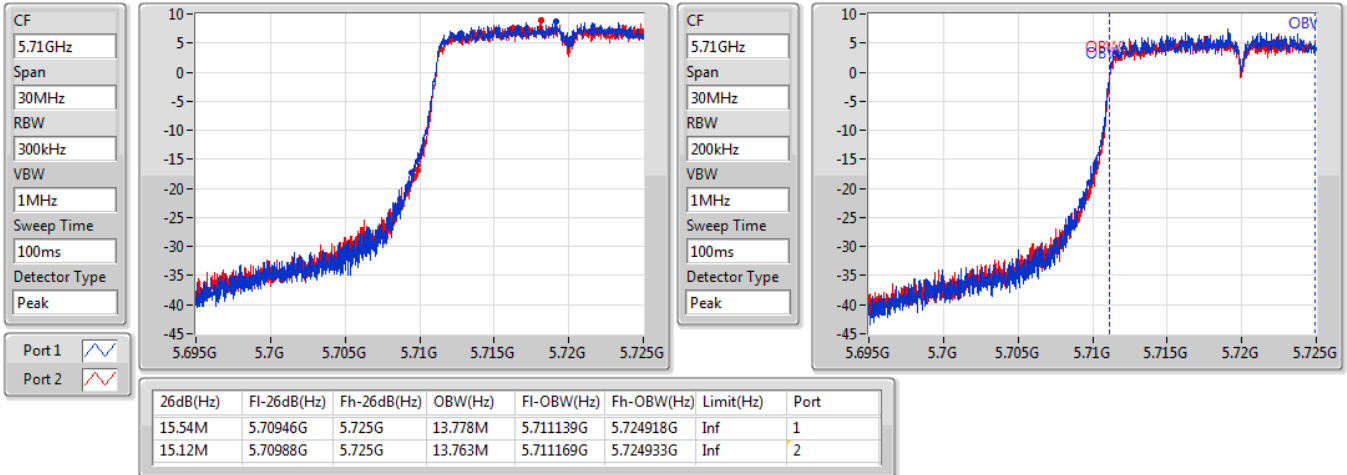 CF
5.71GHz
Span
30MHz
RBW
300kHz
VBW
1MHz
Sweep Time
100ms
Detector Type
Peak
Port 1
Port 2
10
5
0
-5
-10
-15
-20
-25
-30
-35
-40
-45
5.695G 5.7G 5.705G 5.71G 5.715G 5.72G 5.725G
CF
5.71GHz
Span
30MHz
RBW
200kHz
VBW
1MHz
Sweep Time
100ms
Detector Type
Peak
10
5
0
-5
-10
-15
-20
-25
-30
-35
-40
-45
OBW
OBW
5.695G 5.7G 5.705G 5.71G 5.715G 5.72G 5.725G
26dB(Hz) Fl-26dB(Hz) Fh-26dB(Hz) OBW(Hz) Fl-OBW(Hz) Fh-OBW(Hz) Limit(Hz) Port
15.54M 5.70946G 5.725G 13.778M 5.711139G 5.724918G Inf 1
15.12M 5.70988G 5.725G 13.763M 5.711169G 5.724933G Inf 2